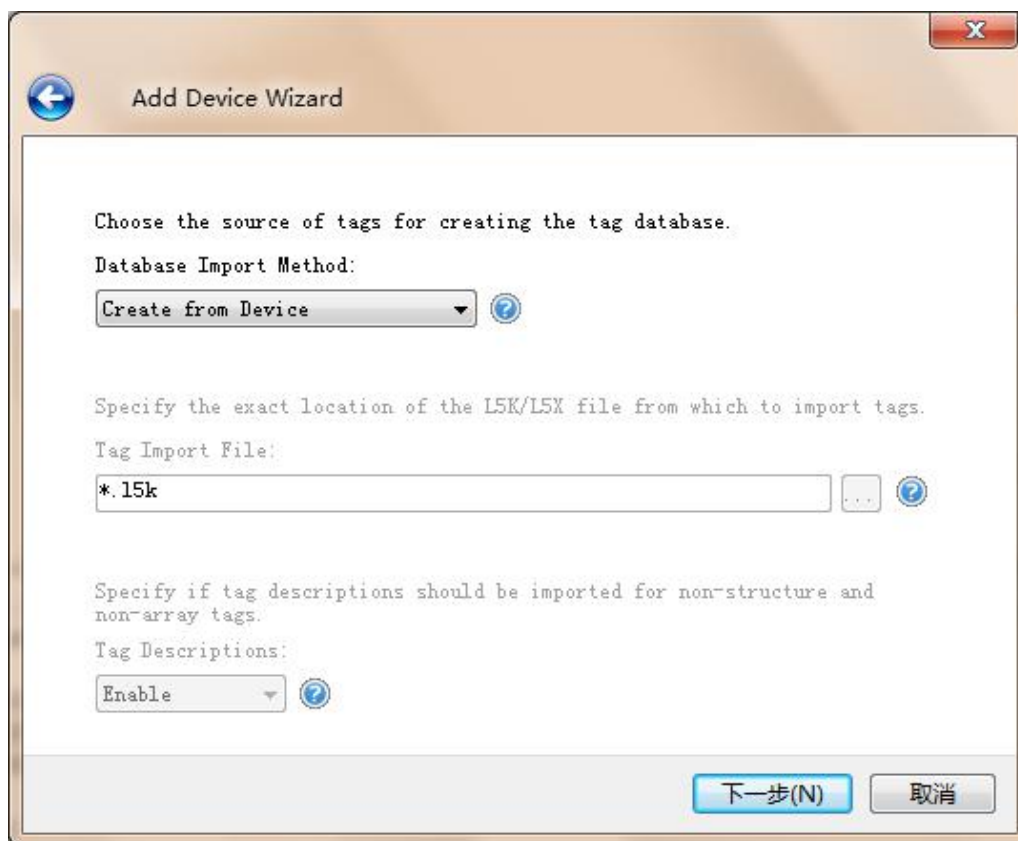 Add Device Wizard
Choose the source of tags for creating the tag database.
Database Import Method:
Create from Device
Specify the exact location of the L5K/L5X file from which to import tags.
Tag Import File:
*.l5k
...
Specify if tag descriptions should be imported for non-structure and
non-array tags.
Tag Descriptions:
Enable
下一步(N)
取消